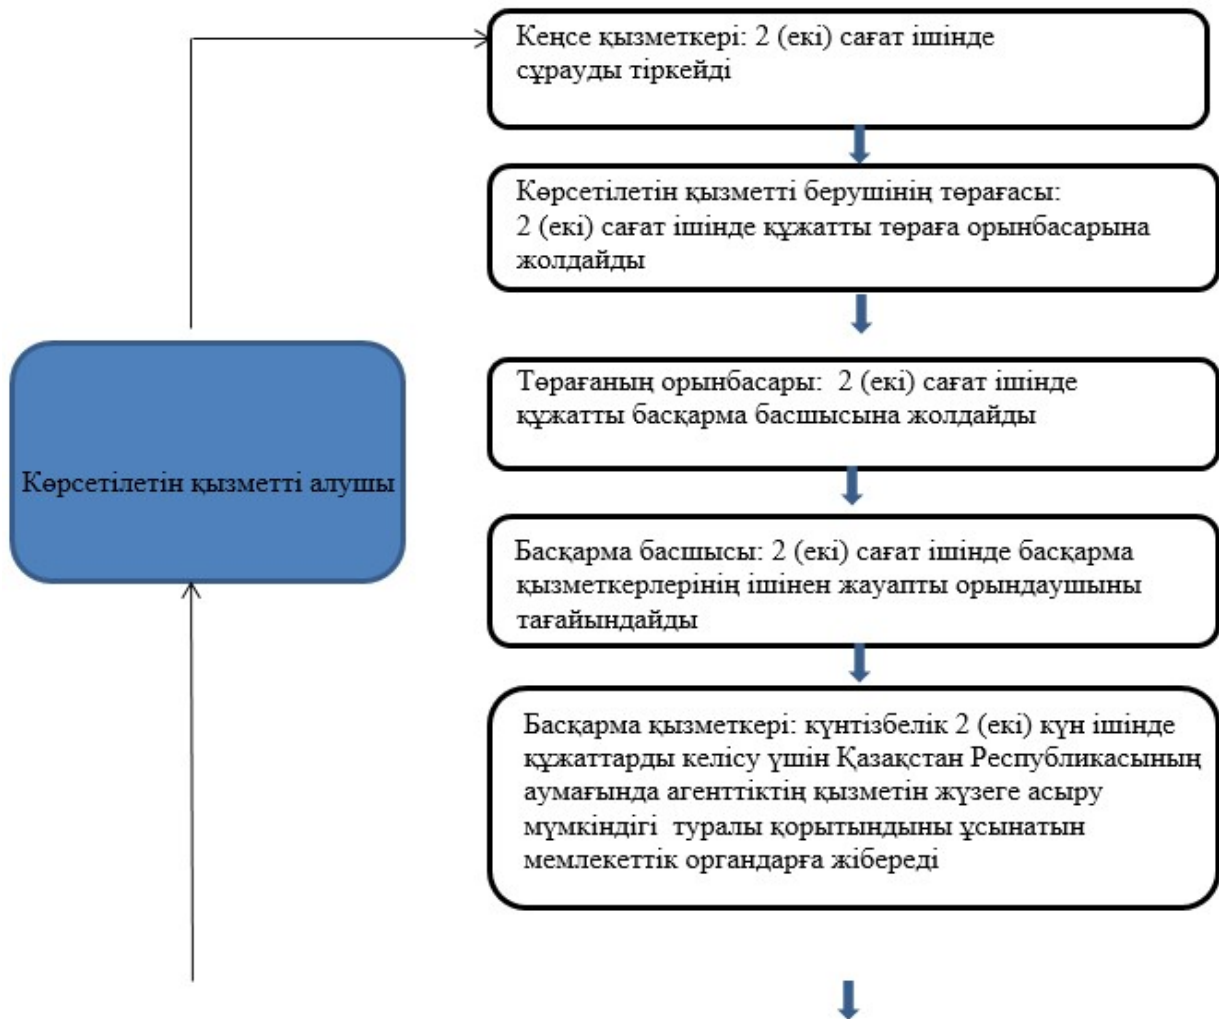 Кеңсе қызметкері: 2 (екі) сағат ішінде
сұрауды тіркейді
Көрсетілетін қызметті берушінің төрағасы:
2 (екі) сағат ішінде құжатты төраға орынбасарына
жолдайды
Төрағаның орынбасары: 2 (екі) сағат ішінде
құжатты басқарма басшысына жолдайды
Көрсетілетін қызметті алушы
Басқарма басшысы: 2 (екі) сағат ішінде басқарма
қызметкерлерінің ішінен жауапты орындаушыны
тағайындайды
Басқарма қызметкері: күнтізбелік 2 (екі) күн ішінде
құжаттарды келісу үшін Қазақстан Республикасының
аумағында агенттіктің қызметін жүзеге асыру
мүмкіндігі туралы қорытындыны ұсынатын
мемлекеттік органдарға жібереді